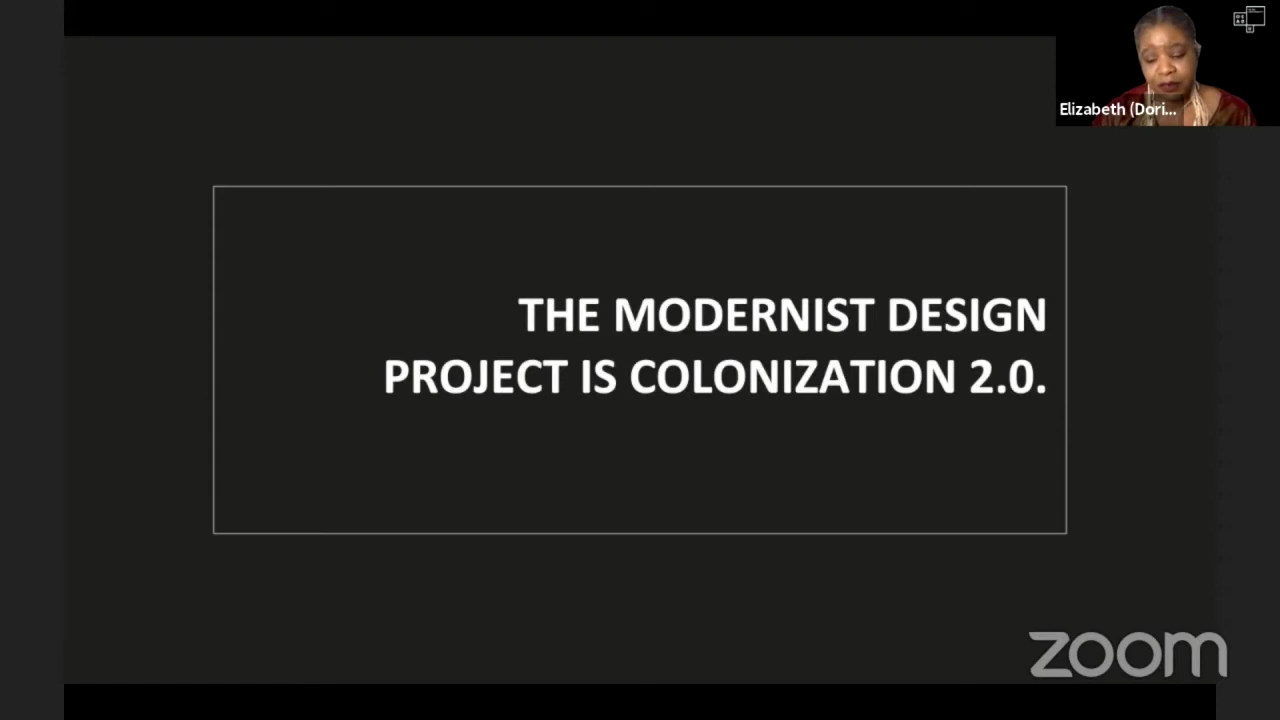 Elizabeth (Dori...
THE MODERNIST DESIGN
PROJECT IS COLONIZATION 2.0.
zoom